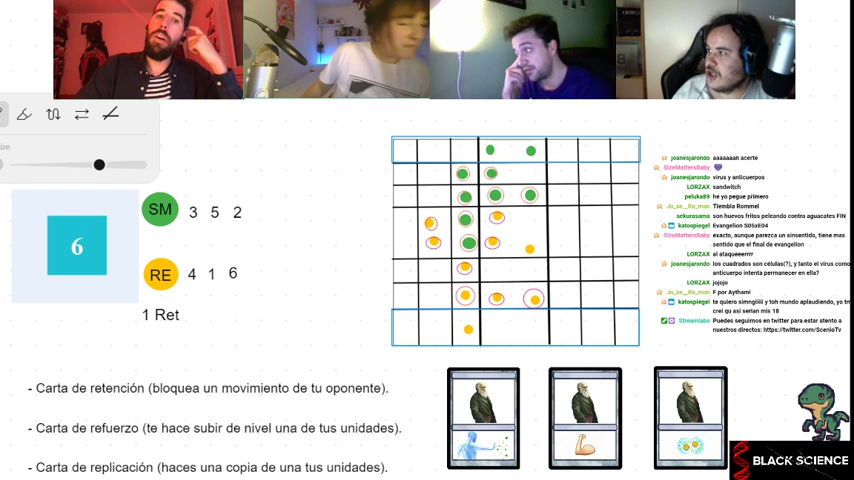 ize
6
SM 3 5 2
RE 4 1 6
1 Ret
- Carta de retención (bloquea un movimiento de tu oponente).
- Carta de refuerzo (te hace subir de nivel una de tus unidades).
- Carta de replicación (haces una copia de una tus unidades).
joanesjarondo aaaaaaan acerte
SizeMattersBaby
joanesjarondo virus y anticuerpos
LORZAX sandwitch
peluka89 he yo pegue primero
Jo_se__Ra_mon Tiembla Rommel
sekurasama son huevos fritos peleando contra aguacates FIN
katospiegel Evangelion S05xE04
SizeMattersBaby exacto, aunque parezca un sinsentido, tiene mas
sentido que el final de evangelion
LORZAX al ataqueeerrrr
joanesjarondo los cuadrados son células(?), y tanto el virus como
anticuerpo intenta permanecer en ella?
LORZAX jojojo
Jo_se__Ra_mon F por Aythami
katospiegel te quiero simngiiiii y toh mundo aplaudiendo, yo tm
crei qu asi serian mis 18
Streamlabs Puedes seguirnos en twitter para estar atento a
nuestros directos: https://twitter.com/ScenioTv
BLACK SCIENCE